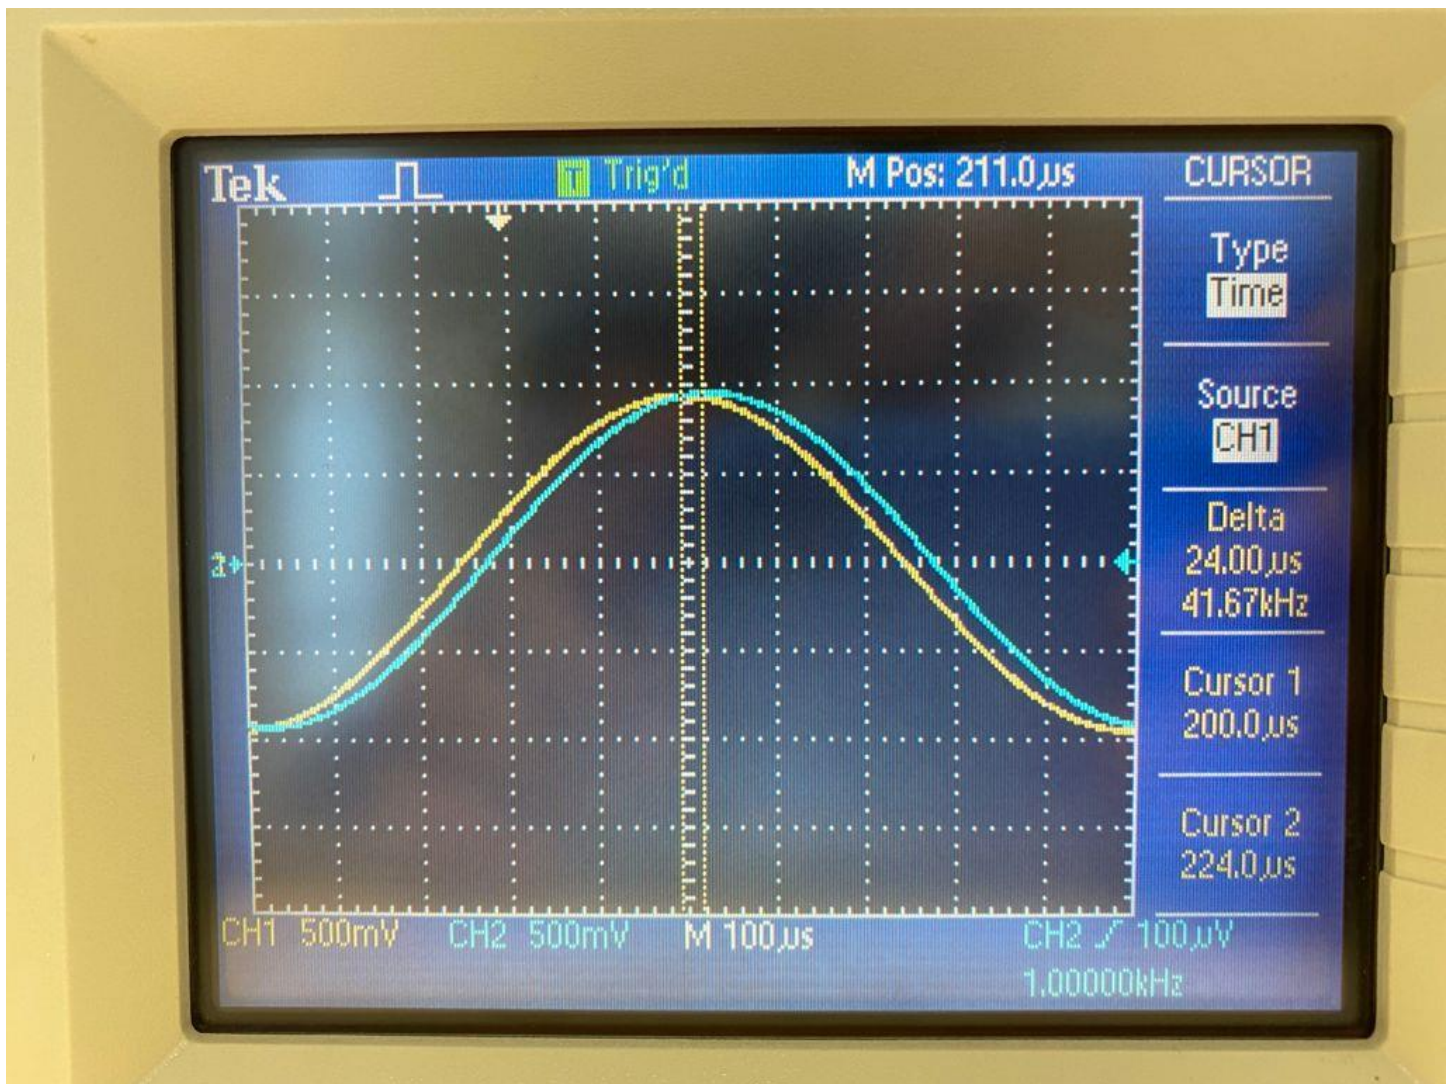 Tek T Trig'd M Pos: 211.0µs CURSOR
Type
Time
Source
CH1
Delta
24.00µs
41.67kHz
2
Cursor 1
200.0µs
Cursor 2
224.0µs
CH1 500mV CH2 500mV M 100µs CH2 100µV
1.00000kHz